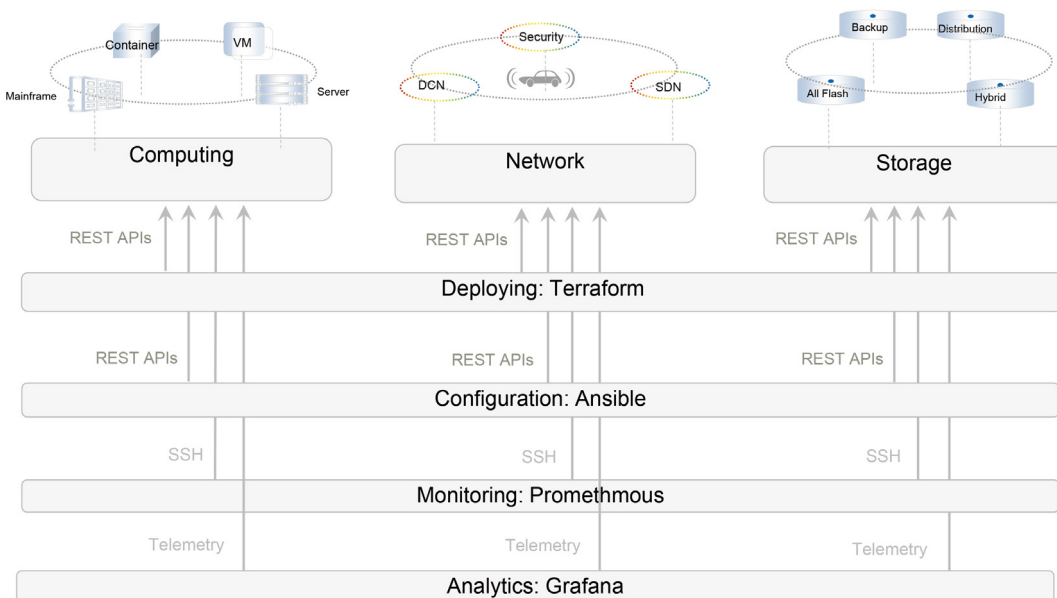 Container
VM
Mainframe
Server
Security
DCN
SDN
Backup
Distribution
All Flash
Hybrid
Computing
Network
Storage
REST APIs
REST APIs
REST APIs
Deploying: Terraform
REST APIs
REST APIs
REST APIs
Configuration: Ansible
SSH
SSH
SSH
Monitoring: Promethmous
Telemetry
Telemetry
Telemetry
Analytics: Grafana